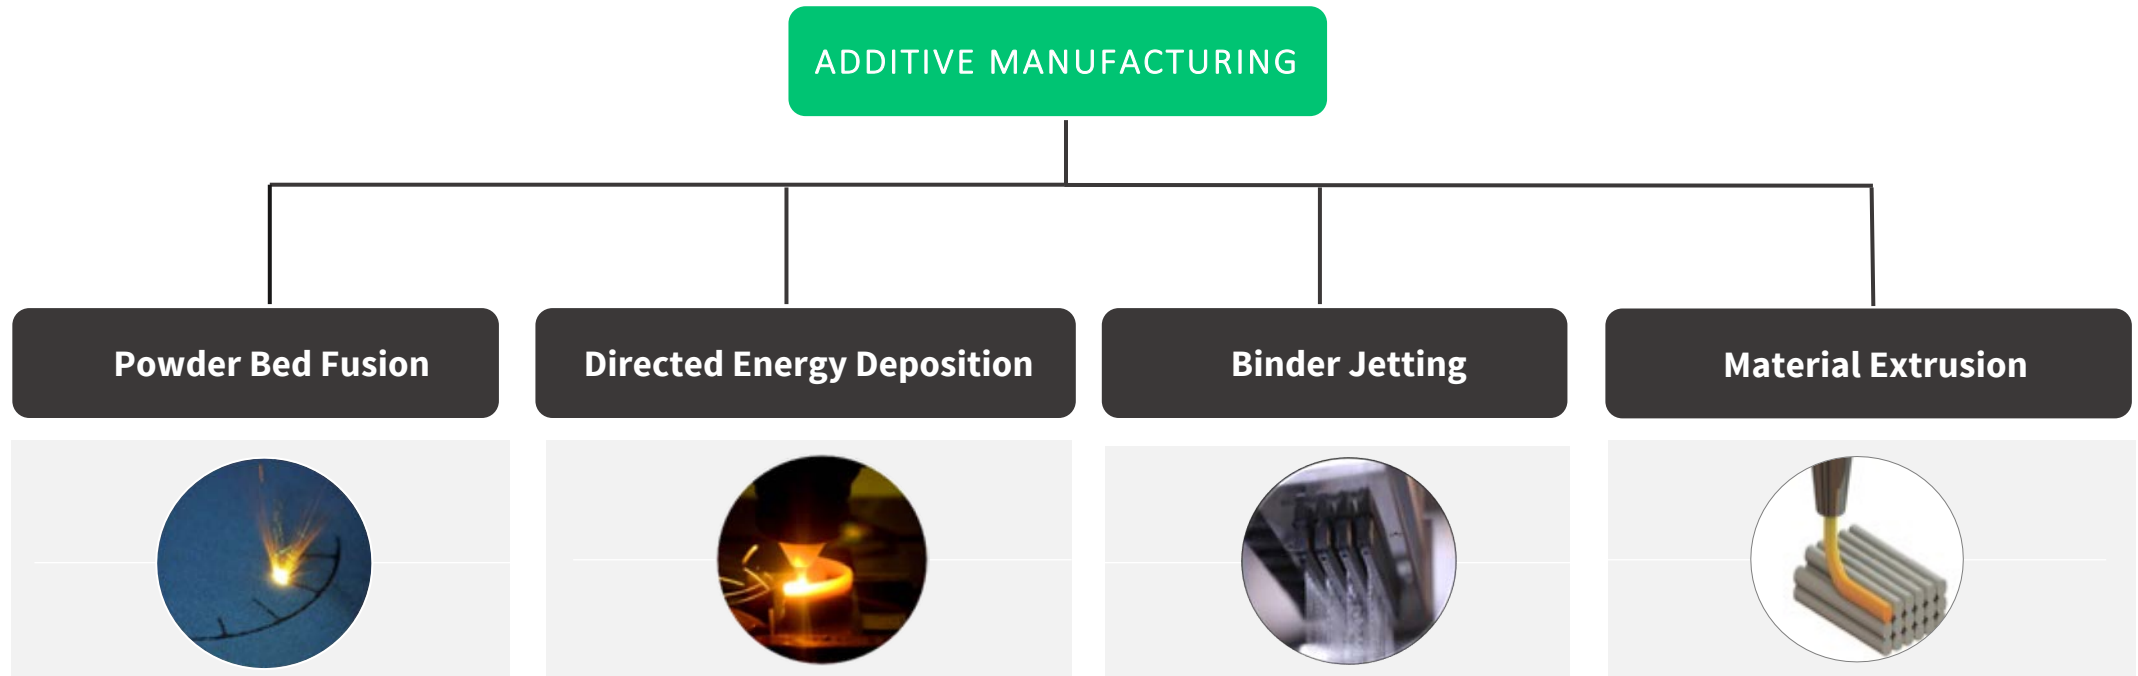 ADDITIVE MANUFACTURING
Powder Bed Fusion
Directed Energy Deposition
Binder Jetting
Material Extrusion